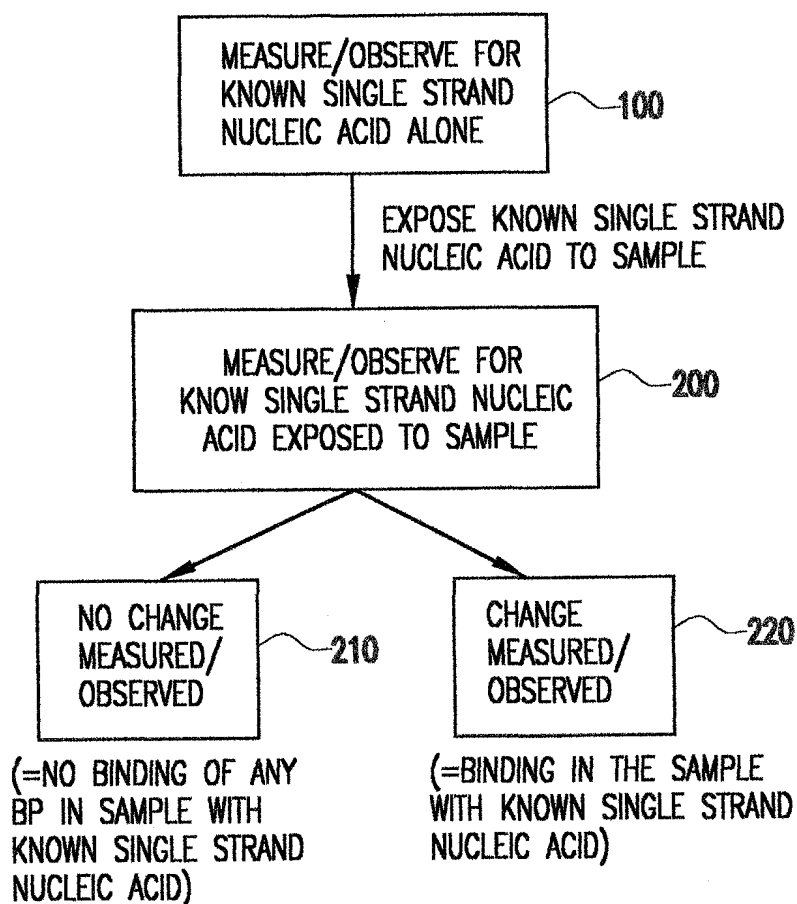 MEASURE/OBSERVE FOR
KNOWN SINGLE STRAND
NUCLEIC ACID ALONE
100
EXPOSE KNOWN SINGLE STRAND
NUCLEIC ACID TO SAMPLE
MEASURE/OBSERVE FOR
KNOW SINGLE STRAND NUCLEIC
ACID EXPOSED TO SAMPLE
200
NO CHANGE
MEASURED/
OBSERVED
210
(=NO BINDING OF ANY
BP IN SAMPLE WITH
KNOWN SINGLE STRAND
NUCLEIC ACID)
CHANGE
MEASURED/
OBSERVED
220
(=BINDING IN THE SAMPLE
WITH KNOWN SINGLE STRAND
NUCLEIC ACID)